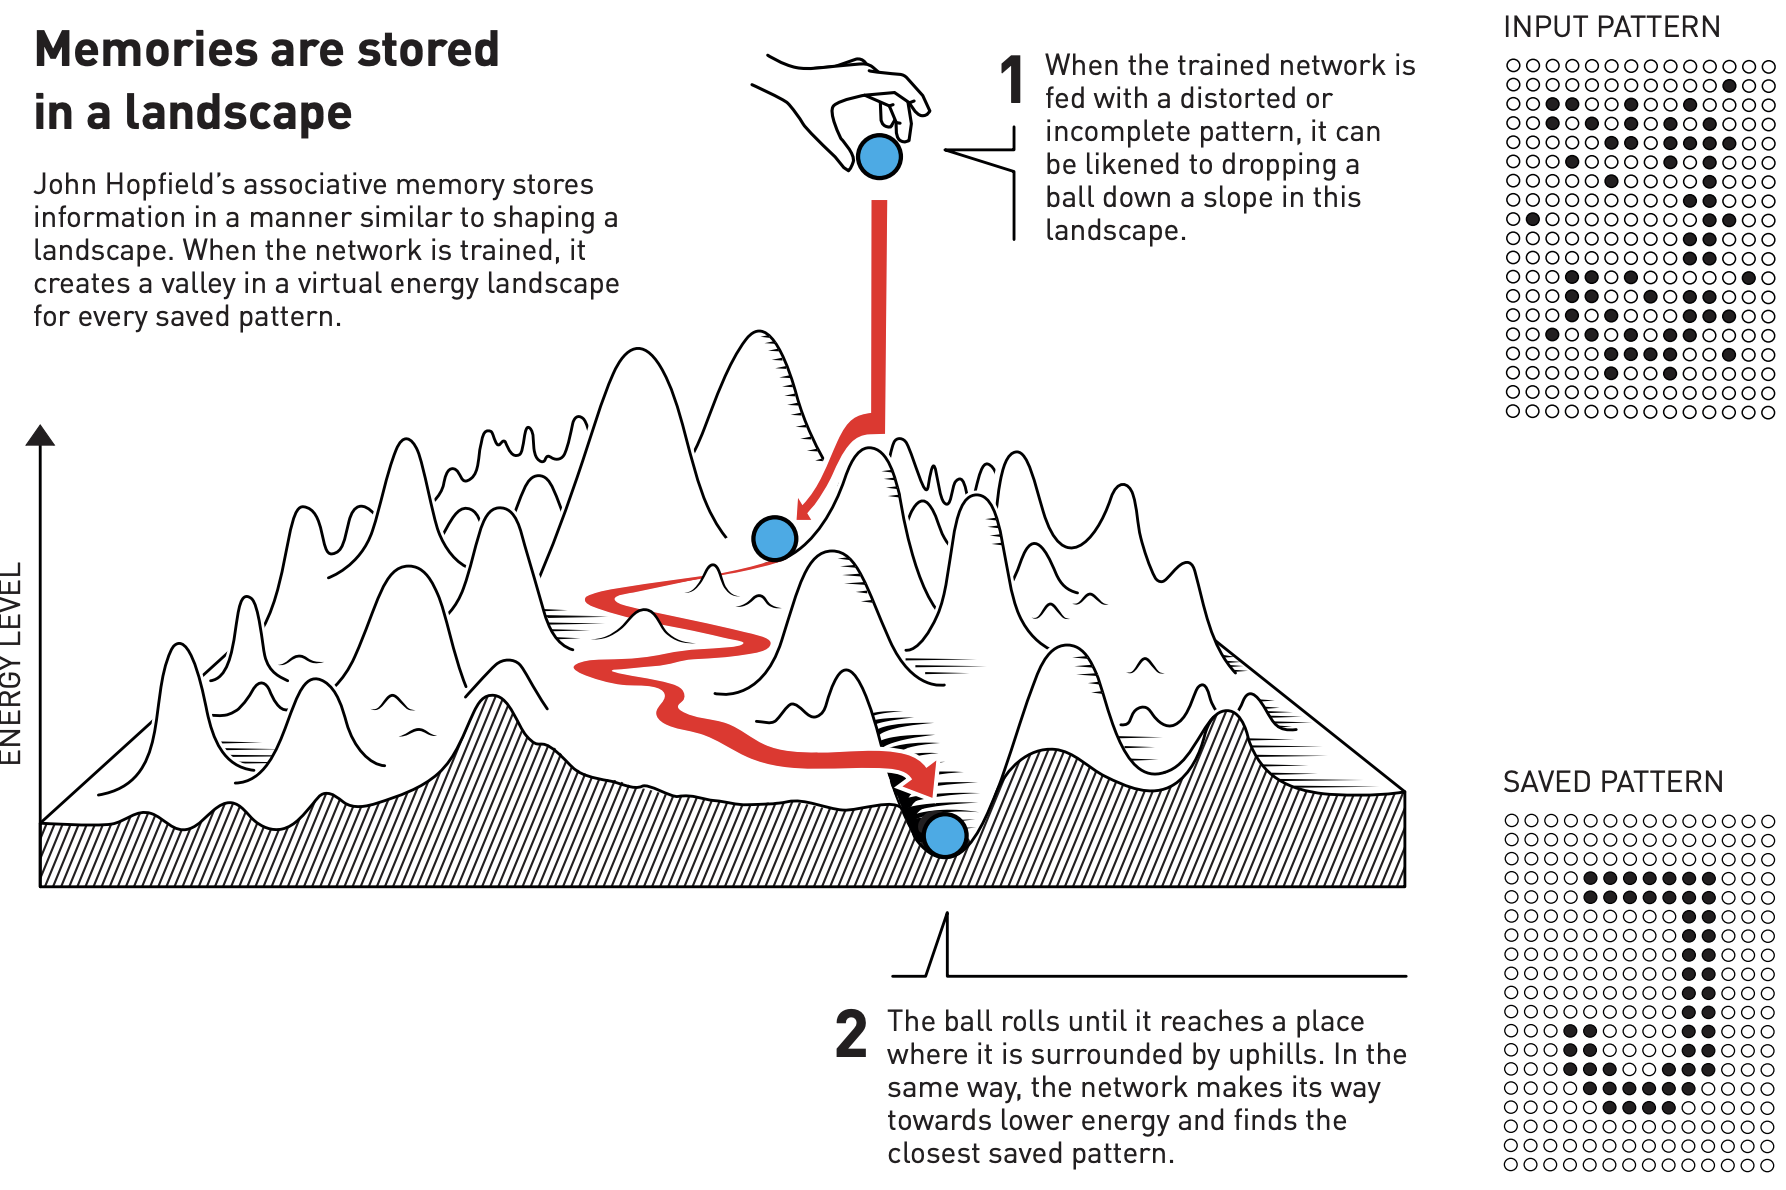 Memories are stored
in a landscape
John Hopfield’s associative memory stores
information in a manner similar to shaping a
landscape. When the network is trained, it
creates a valley in a virtual energy landscape
for every saved pattern.
1
When the trained network is
fed with a distorted or
incomplete pattern, it can
be likened to dropping a
ball down a slope in this
landscape.
INPUT PATTERN
ENERGY LEVEL
SAVED PATTERN
2
The ball rolls until it reaches a place
where it is surrounded by uphills. In the
same way, the network makes its way
towards lower energy and finds the
closest saved pattern.